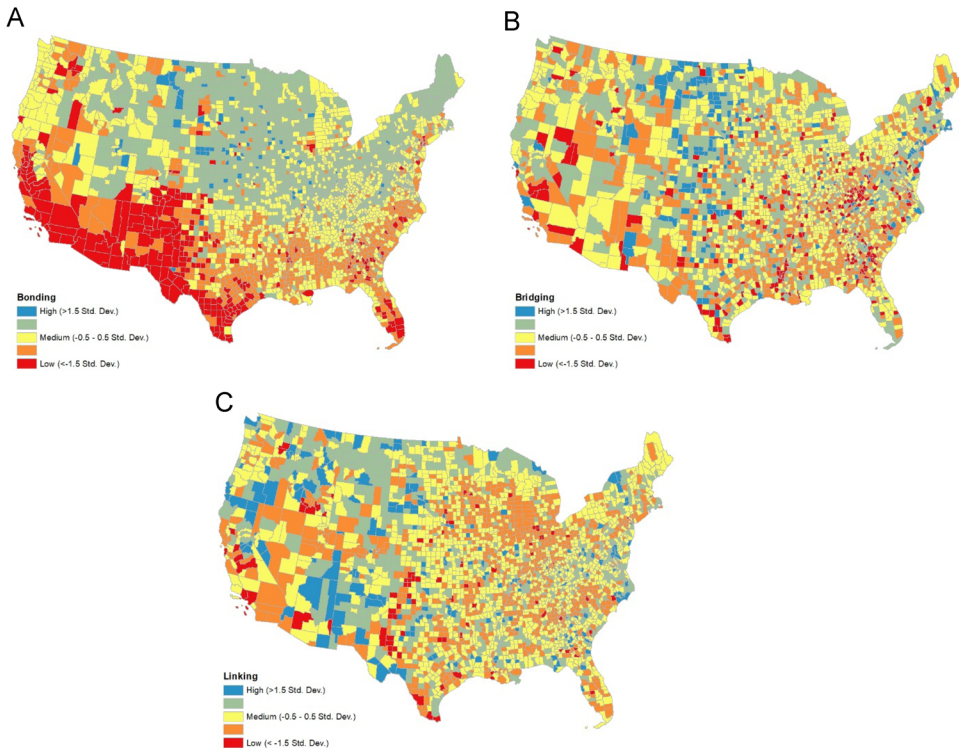 A
B
Bonding
High (>1.5 Std. Dev.)
Medium (-0.5 - 0.5 Std. Dev.)
Low (<-1.5 Std. Dev.)
Bridging
High (>1.5 Std. Dev.)
Medium (-0.5 - 0.5 Std. Dev.)
Low (<-1.5 Std. Dev.)
C
Linking
High (>1.5 Std. Dev.)
Medium (-0.5 - 0.5 Std. Dev.)
Low (< -1.5 Std. Dev.)